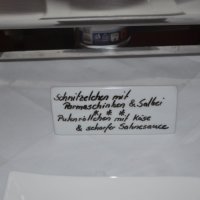 Schnitzelchen mit
Parmaschinken & Salbei
* * *
Putenröllchen mit Käse
& scharfer Sahnesauce